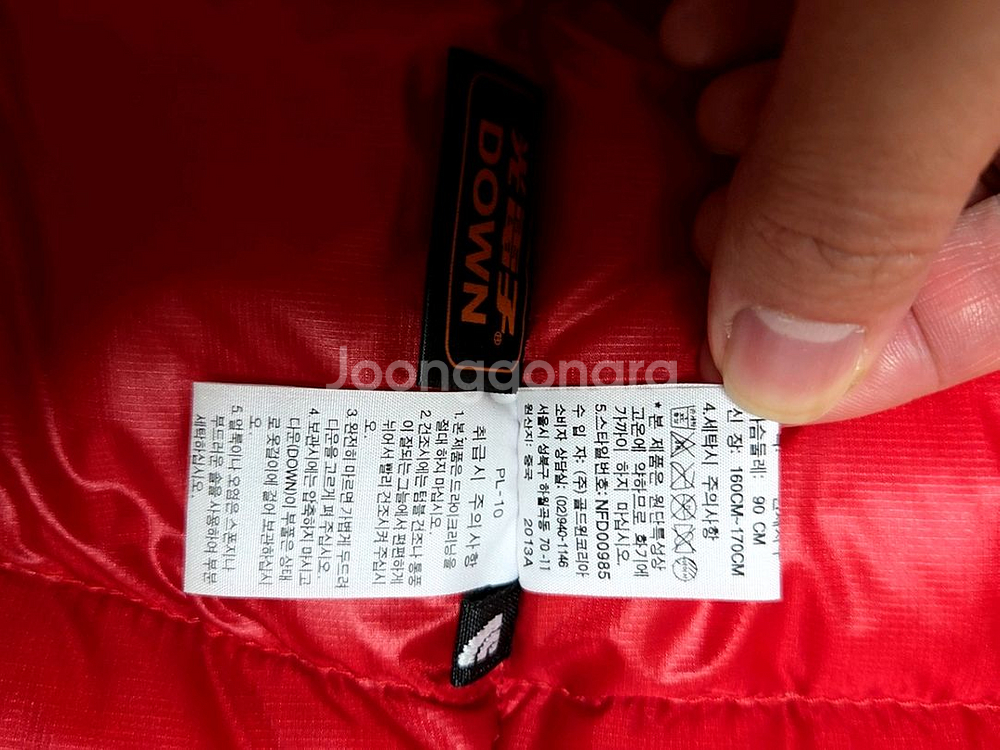 DOWN
Joonggonara
가슴둘레: 90 CM
신 장: 160CM~170CM
4.세탁시 주의사항
* 본 제품은 원단특성상
고온에 약하므로 화기에
가까이 하지 마십시오.
5.스타일번호: NFD00985
수 입 자: (주)골드윈코리아
소비자 상담실: (02)940-1146
서울시 성북구 하월곡동 70-11
원산지: 중국 2013A
PL-10
취급시 주의사항
1.본제품은 드라이크리닝을
절대 하지 마십시오.
2.건조시에는 텀블 건조나 통풍
이 잘되는 그늘에서 편편하게
뉘어서 빨리 건조시켜 주십시
오.
3.완전히 마르면 가볍게 두드려
다운을 고르게 펴 주십시오.
4.보관시에는 압축하지 마시고
다운(DOWN)이 부풀은 상태
로 옷걸이에 걸어 보관하십시
오.
5.얼룩이나 오염은 스폰지나
부드러운 솔을 사용하여 부분
세탁하십시오.